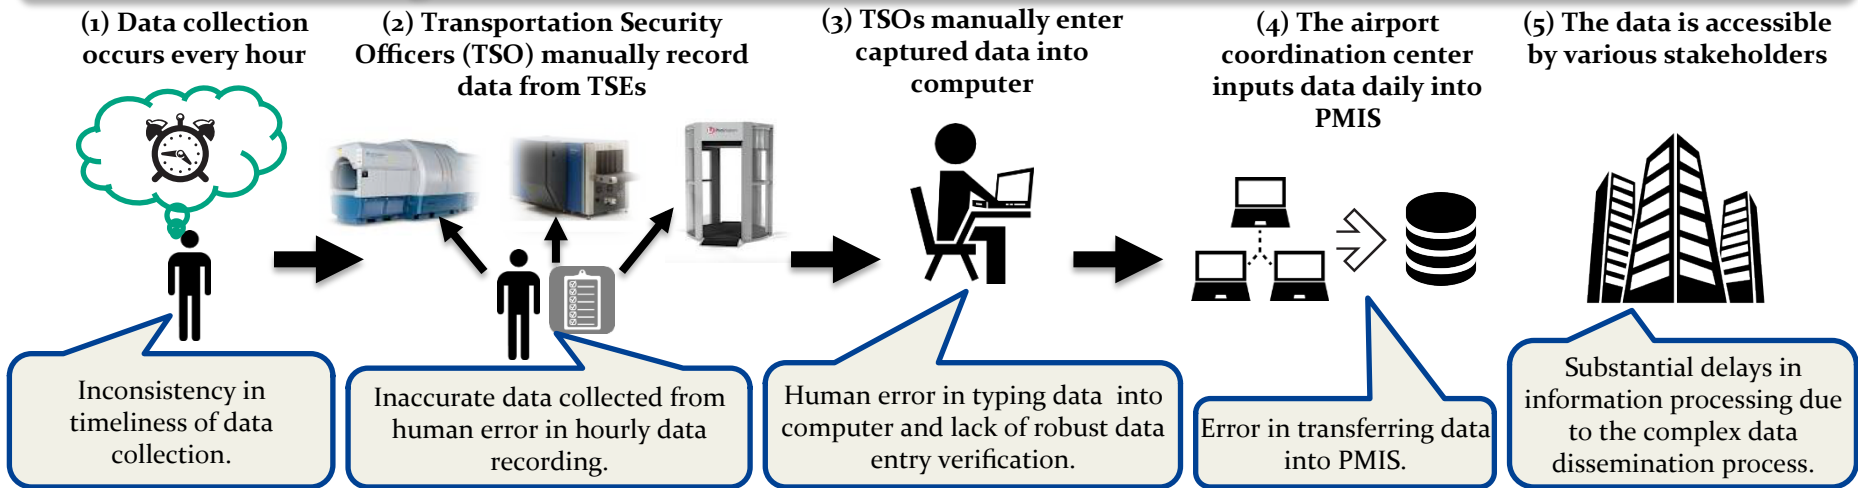 (1) Data collection
occurs every hour
(2) Transportation Security
Officers (TSO) manually record
data from TSEs
(3) TSOs manually enter
captured data into
computer
(4) The airport
coordination center
inputs data daily into
PMIS
(5) The data is accessible
by various stakeholders
Inconsistency in
timeliness of data
collection.
Inaccurate data collected from
human error in hourly data
recording.
Human error in typing data into
computer and lack of robust data
entry verification.
Error in transferring data
into PMIS.
Substantial delays in
information processing due
to the complex data
dissemination process.